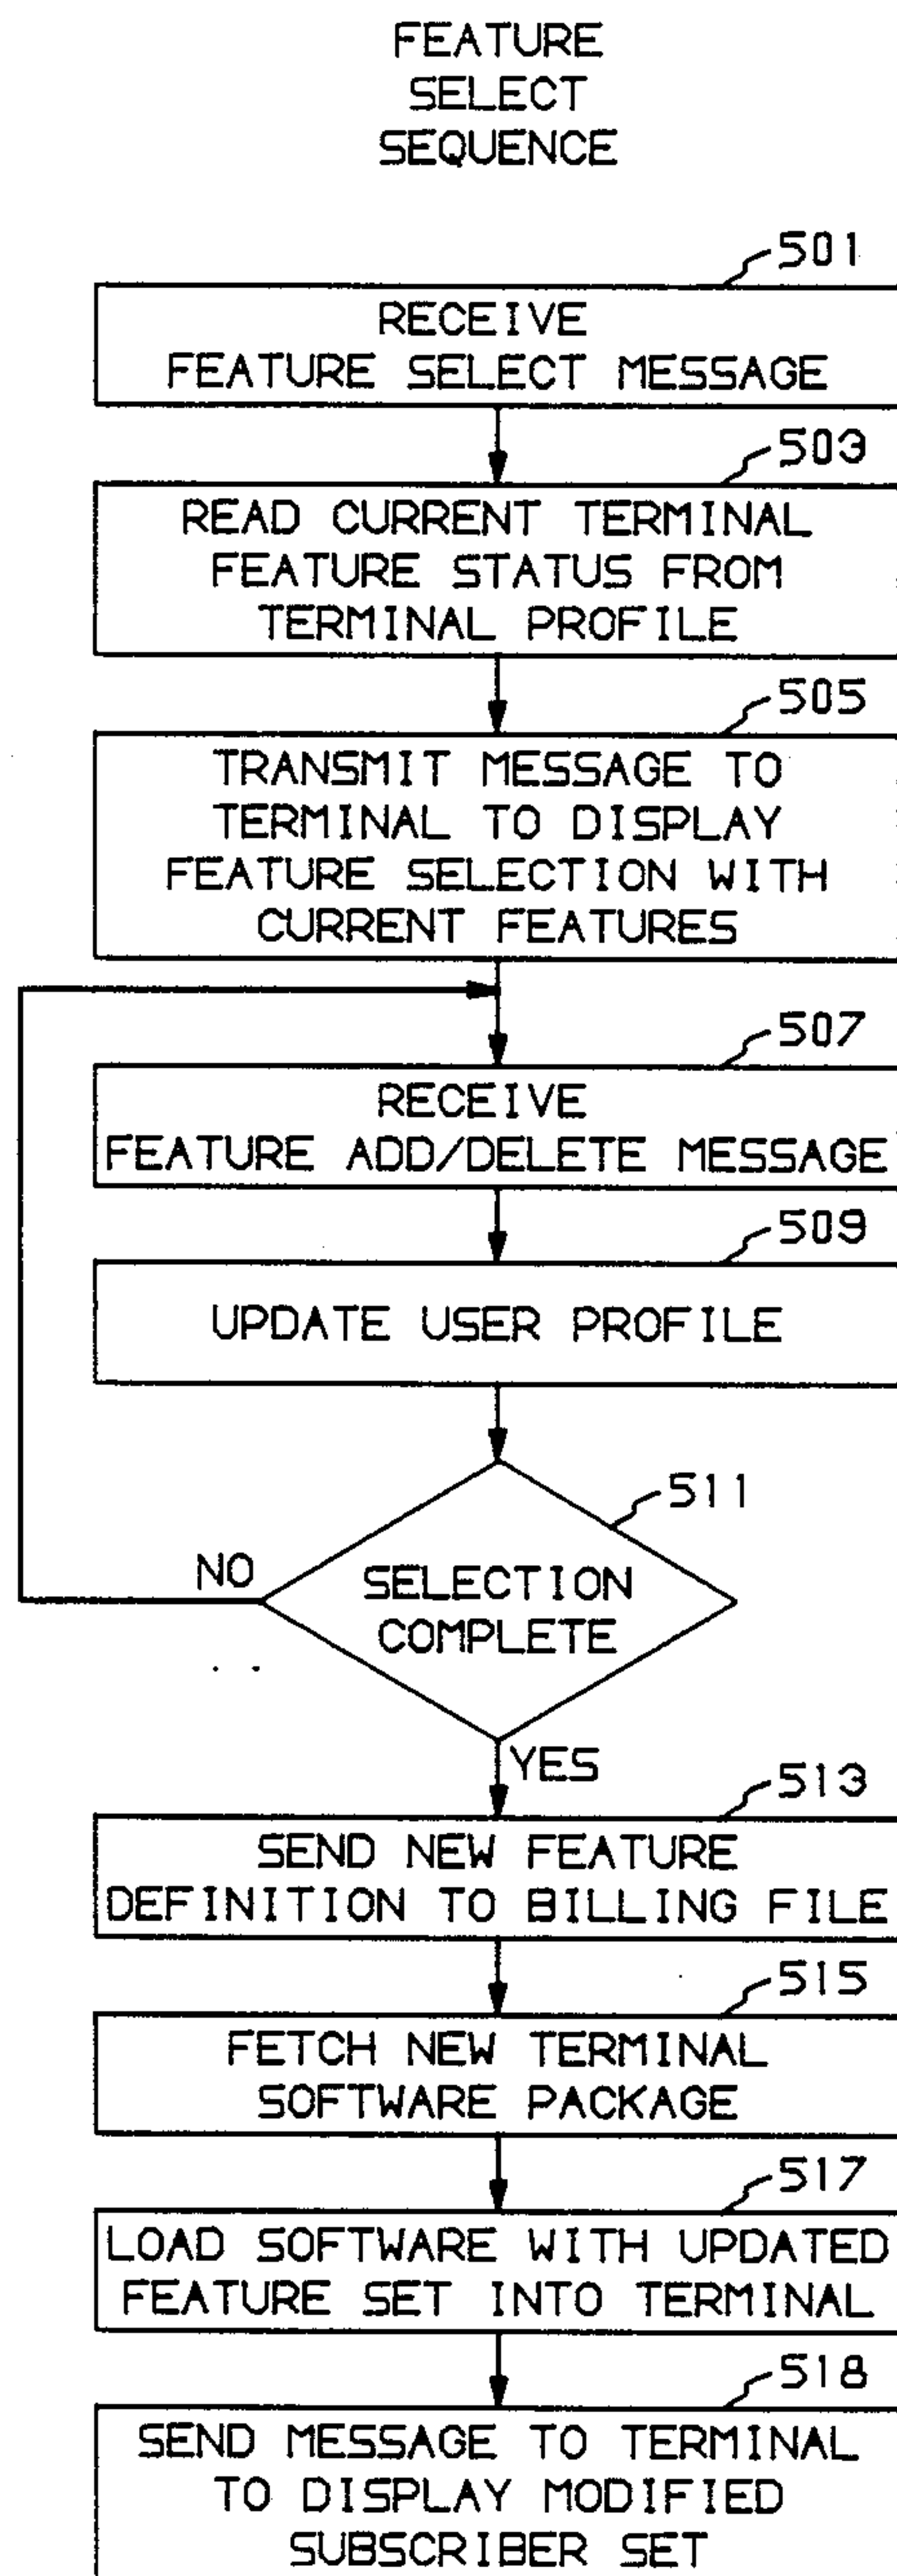 FEATURE
SELECT
SEQUENCE
501
RECEIVE
FEATURE SELECT MESSAGE
503
READ CURRENT TERMINAL
FEATURE STATUS FROM
TERMINAL PROFILE
505
TRANSMIT MESSAGE TO
TERMINAL TO DISPLAY
FEATURE SELECTION WITH
CURRENT FEATURES
507
RECEIVE
FEATURE ADD/DELETE MESSAGE
509
UPDATE USER PROFILE
511
NO
SELECTION
COMPLETE
YES
513
SEND NEW FEATURE
DEFINITION TO BILLING FILE
515
FETCH NEW TERMINAL
SOFTWARE PACKAGE
517
LOAD SOFTWARE WITH UPDATED
FEATURE SET INTO TERMINAL
518
SEND MESSAGE TO TERMINAL
TO DISPLAY MODIFIED
SUBSCRIBER SET